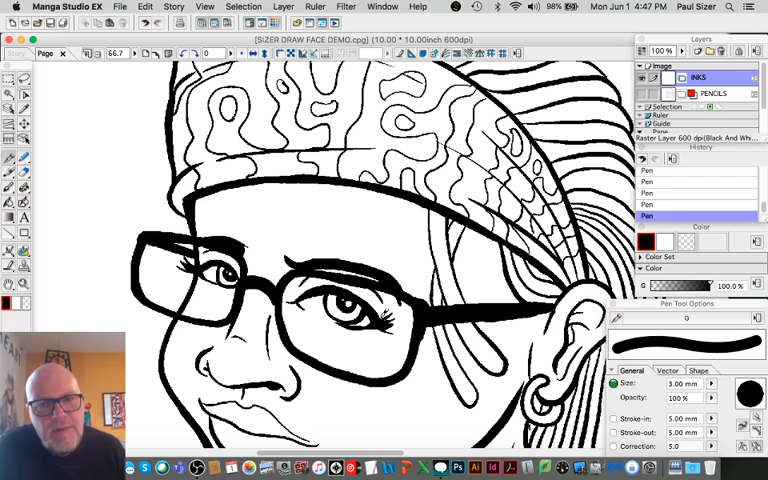 Manga Studio EX File Edit Story View Selection Layer Ruler Filter Window Help 98% Mon Jun 1 4:47 PM Paul Sizer
[SIZER DRAW FACE DEMO.cpg] (10.00 * 10.00inch 600dpi)
Story Page 66.7 0
Layers
100 %
Image
INKS
PENCILS
Selection
Ruler
Guide
Raster Layer 600 dpi(Black And Whi
History
Pen
Pen
Pen
Pen
Pen
Color
Color Set
Color
G 100.0 %
Pen Tool Options
G
General Vector Shape
Size: 3.00 mm
Opacity: 100 %
Stroke-in: 5.00 mm
Stroke-out: 5.00 mm
Correction: 5.0
A